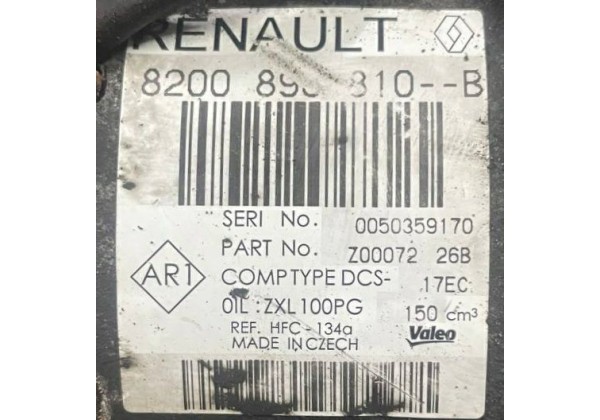 RENAULT
8200 810--B
SERI No. 0050359170
PART No. Z00072 26B
AR1
COMPTYPE DCS- 17EC
OIL : ZXL100PG 150 cm³
REF. HFC-134a
MADE IN CZECH
Valeo